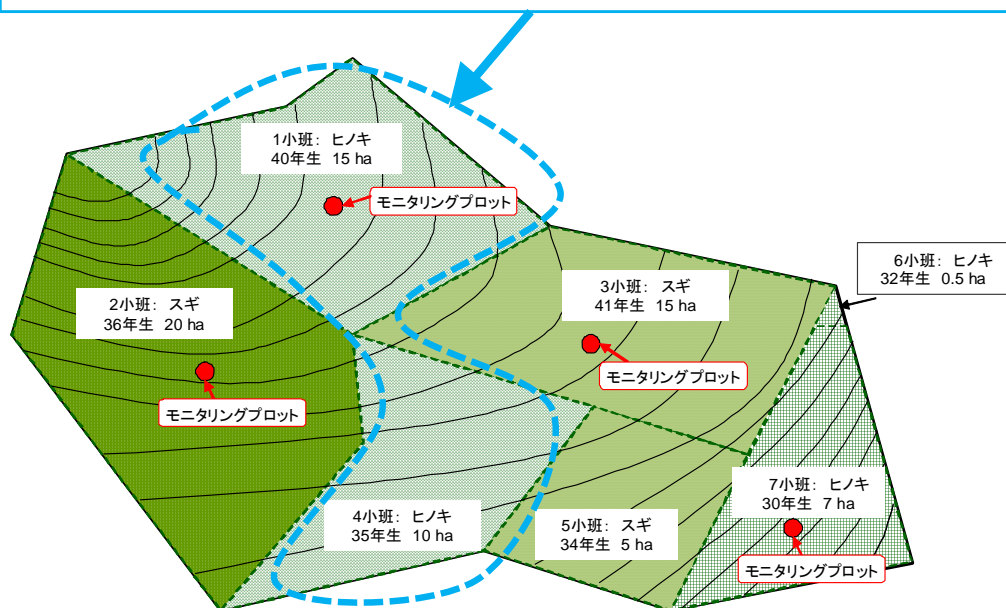 1小班: ヒノキ
40年生 15 ha
モニタリングプロット
6小班: ヒノキ
32年生 0.5 ha
3小班: スギ
41年生 15 ha
2小班: スギ
36年生 20 ha
モニタリングプロット
モニタリングプロット
7小班: ヒノキ
30年生 7 ha
4小班: ヒノキ
35年生 10 ha
5小班: スギ
34年生 5 ha
モニタリングプロット